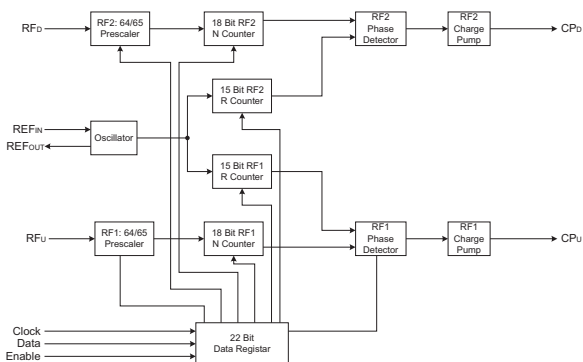 RFD
RF2: 64/65
Prescaler
18 Bit RF2
N Counter
RF2
Phase
Detector
RF2
Charge
Pump
CPD
15 Bit RF2
R Counter
REFIN
REFOUT
Oscillator
15 Bit RF1
R Counter
RFU
RF1: 64/65
Prescaler
18 Bit RF1
N Counter
RF1
Phase
Detector
RF1
Charge
Pump
CPU
Clock
Data
Enable
22 Bit
Data Registar